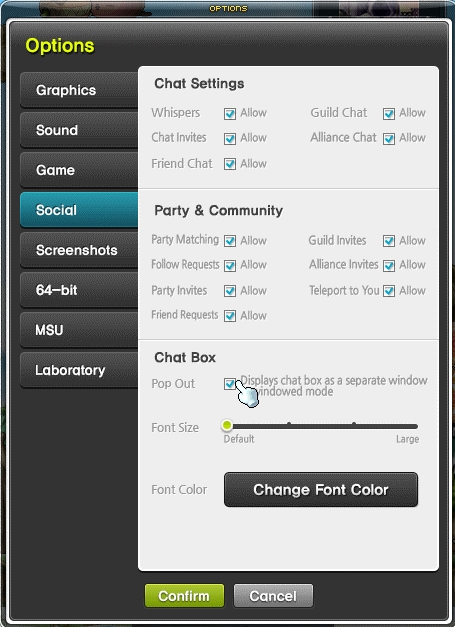 OPTIONS
Options
Graphics
Sound
Game
Social
Screenshots
64-bit
MSU
Laboratory
Chat Settings
Whispers Allow Guild Chat Allow
Chat Invites Allow Alliance Chat Allow
Friend Chat Allow
Party & Community
Party Matching Allow Guild Invites Allow
Follow Requests Allow Alliance Invites Allow
Party Invites Allow Teleport to You Allow
Friend Requests Allow
Chat Box
Pop Out Displays chat box as a separate window
windowed mode
Font Size
Default Large
Font Color Change Font Color
Confirm Cancel